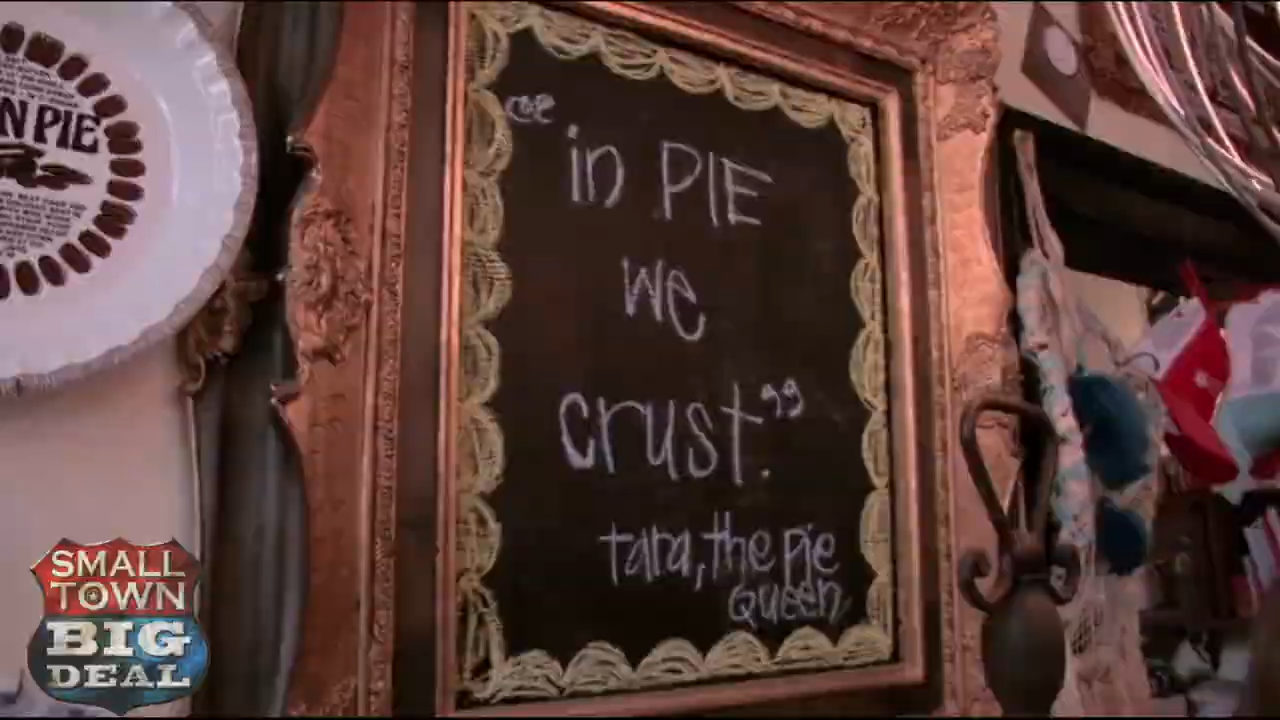 N PIE
“in PIE
we
crust.”
tara, the pie
Queen
SMALL
TOWN
BIG
DEAL